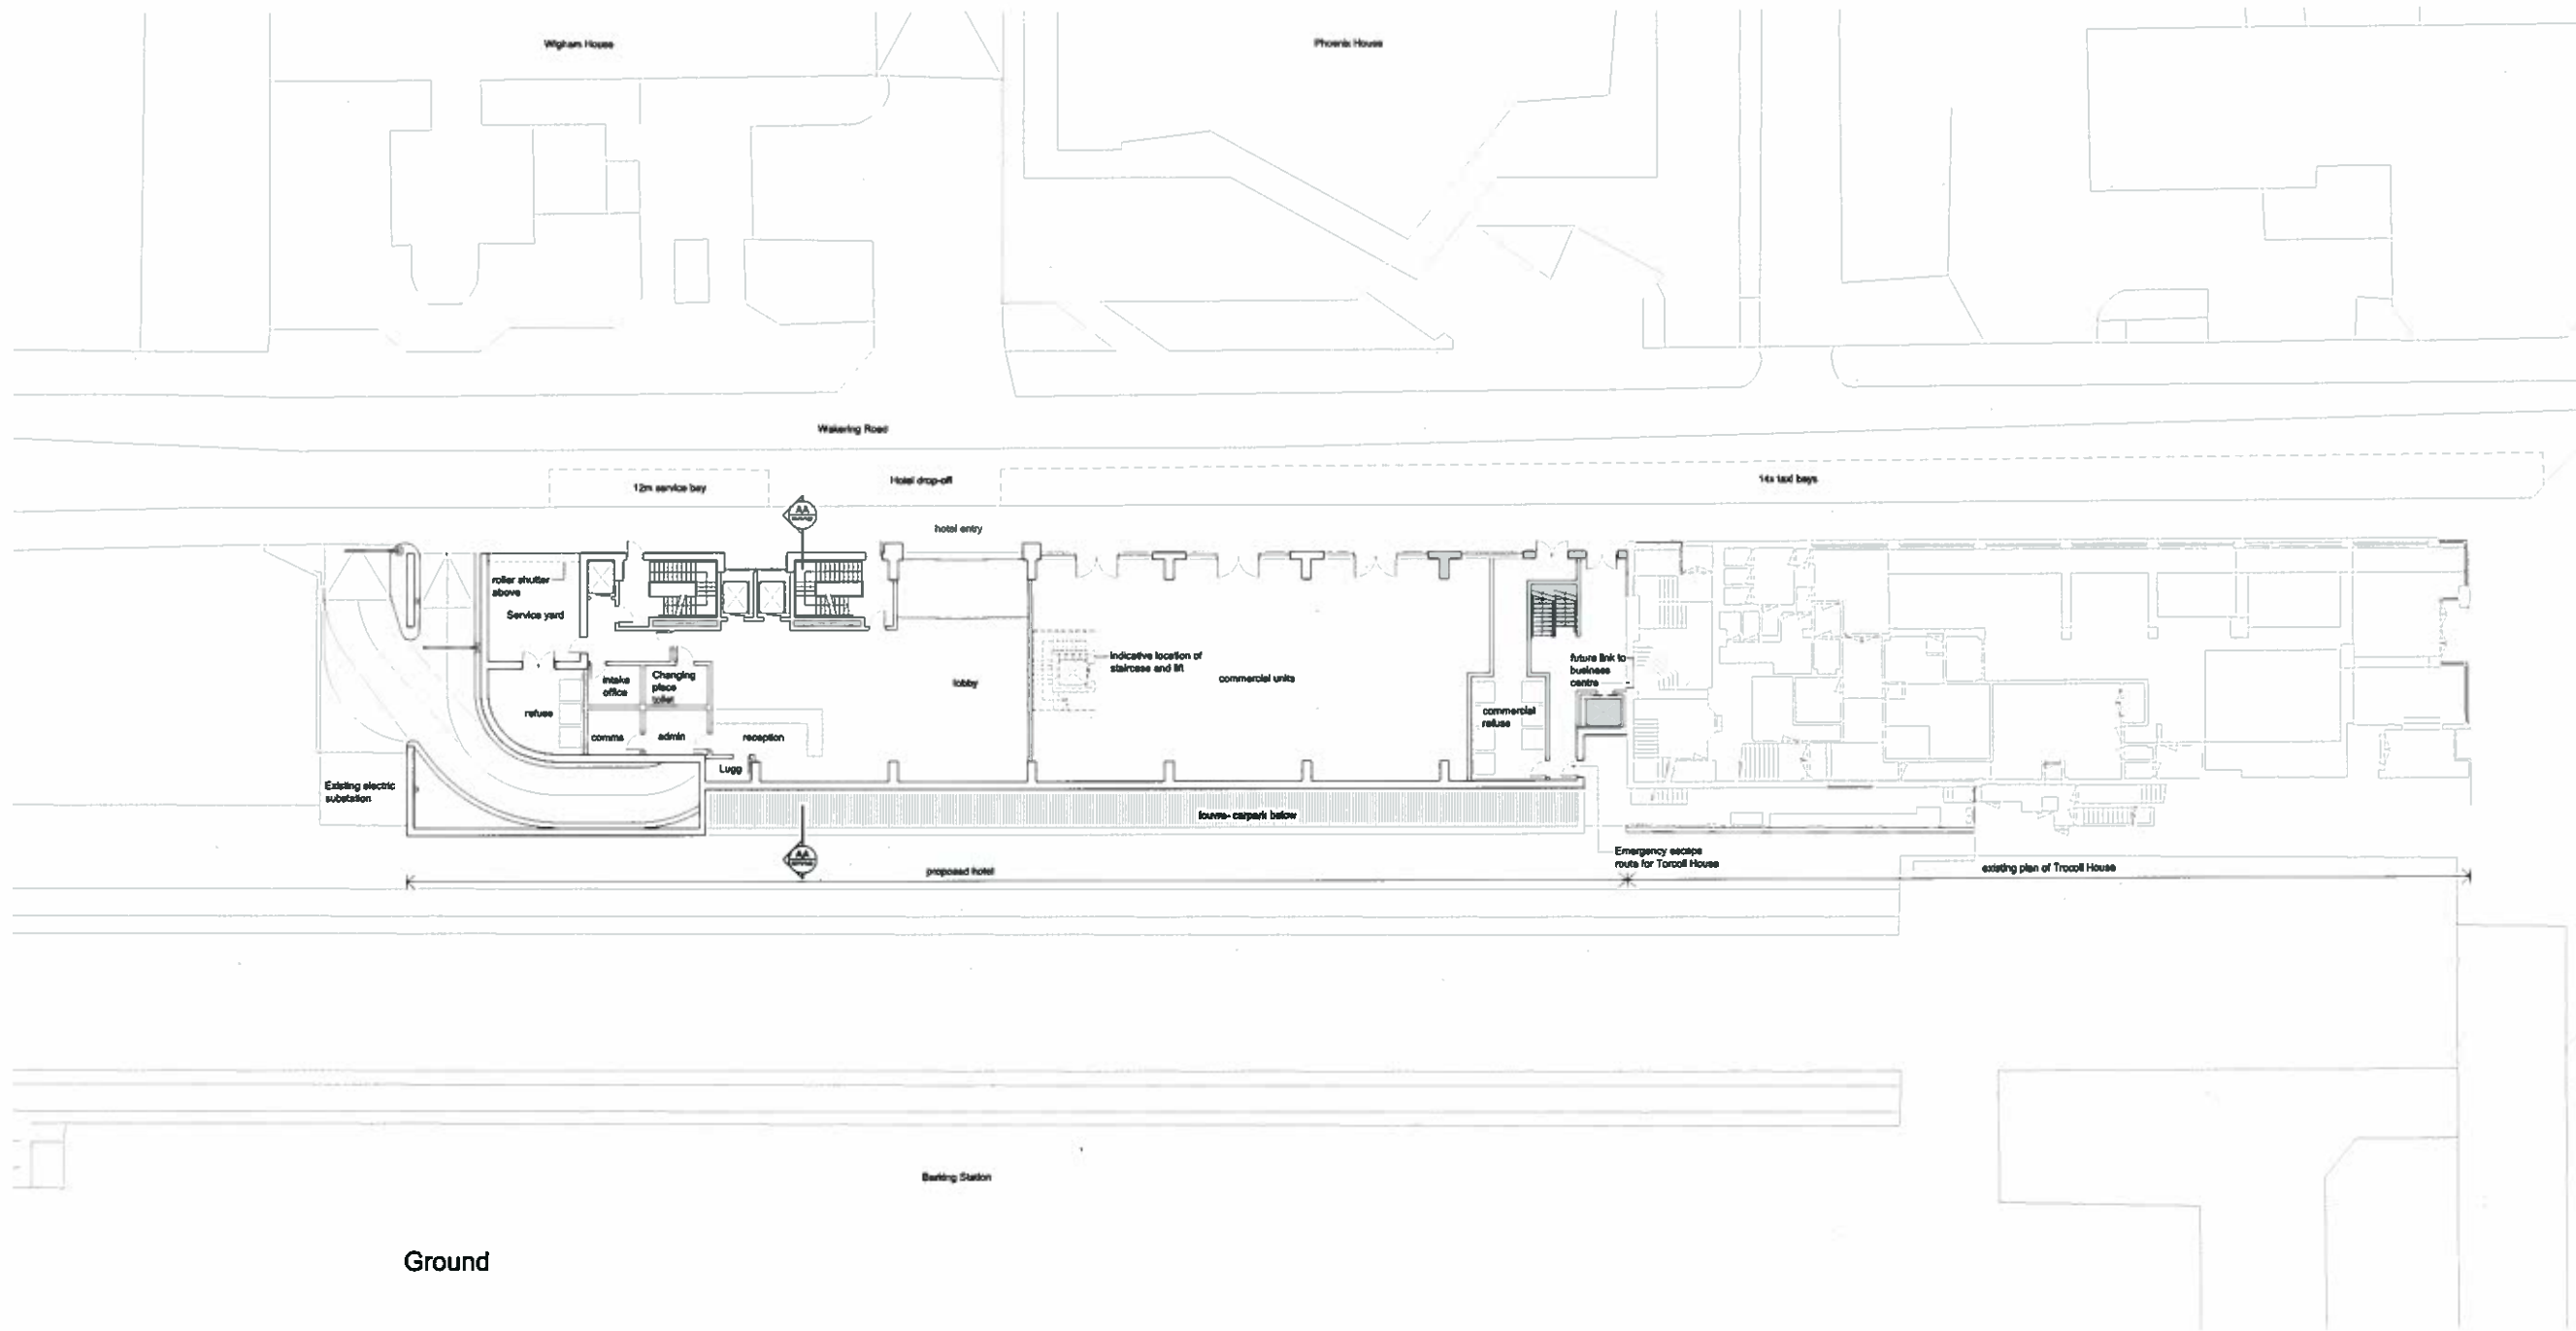 Wigham House
Phoenix House
Wakering Road
12m service bay
Hotel drop-off
14x taxi bays
AA
hotel entry
roller shutter
above
Service yard
intake
office
Changing
place
toilet
refuse
comms
admin
reception
Lugg
lobby
indicative location of
staircase and lift
commercial units
commercial
refuse
future link to
business
centre
Existing electric
substation
louvre- carpark below
AA
proposed hotel
Emergency escape
route for Torcoll House
existing plan of Trocoll House
Barking Station
Ground